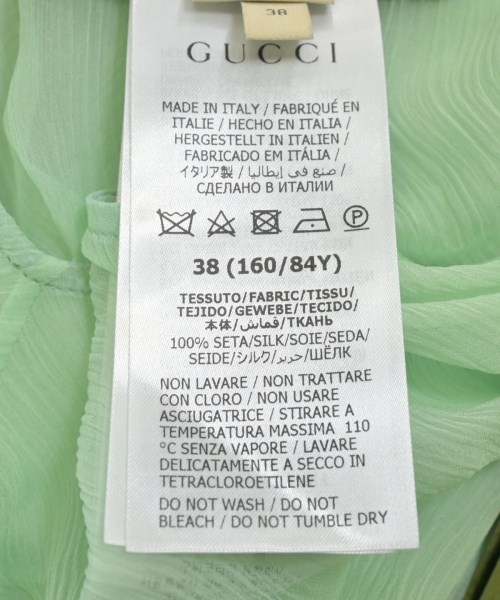 38
GUCCI
MADE IN ITALY / FABRIQUÉ EN
ITALIE / HECHO EN ITALIA /
HERGESTELLT IN ITALIEN /
FABRICADO EM ITÁLIA /
イタリア製 / صنع في إيطاليا /
СДЕЛАНО В ИТАЛИИ
P
38 (160/84Y)
TESSUTO/FABRIC/TISSU/
TEJIDO/GEWEBE/TECIDO/
本体/قماش/ТКАНЬ
100% SETA/SILK/SOIE/SEDA/
SEIDE/シルク/حرير/ШЁЛК
NON LAVARE / NON TRATTARE
CON CLORO / NON USARE
ASCIUGATRICE / STIRARE A
TEMPERATURA MASSIMA 110
°C SENZA VAPORE / LAVARE
DELICATAMENTE A SECCO IN
TETRACLOROETILENE
DO NOT WASH / DO NOT
BLEACH / DO NOT TUMBLE DRY